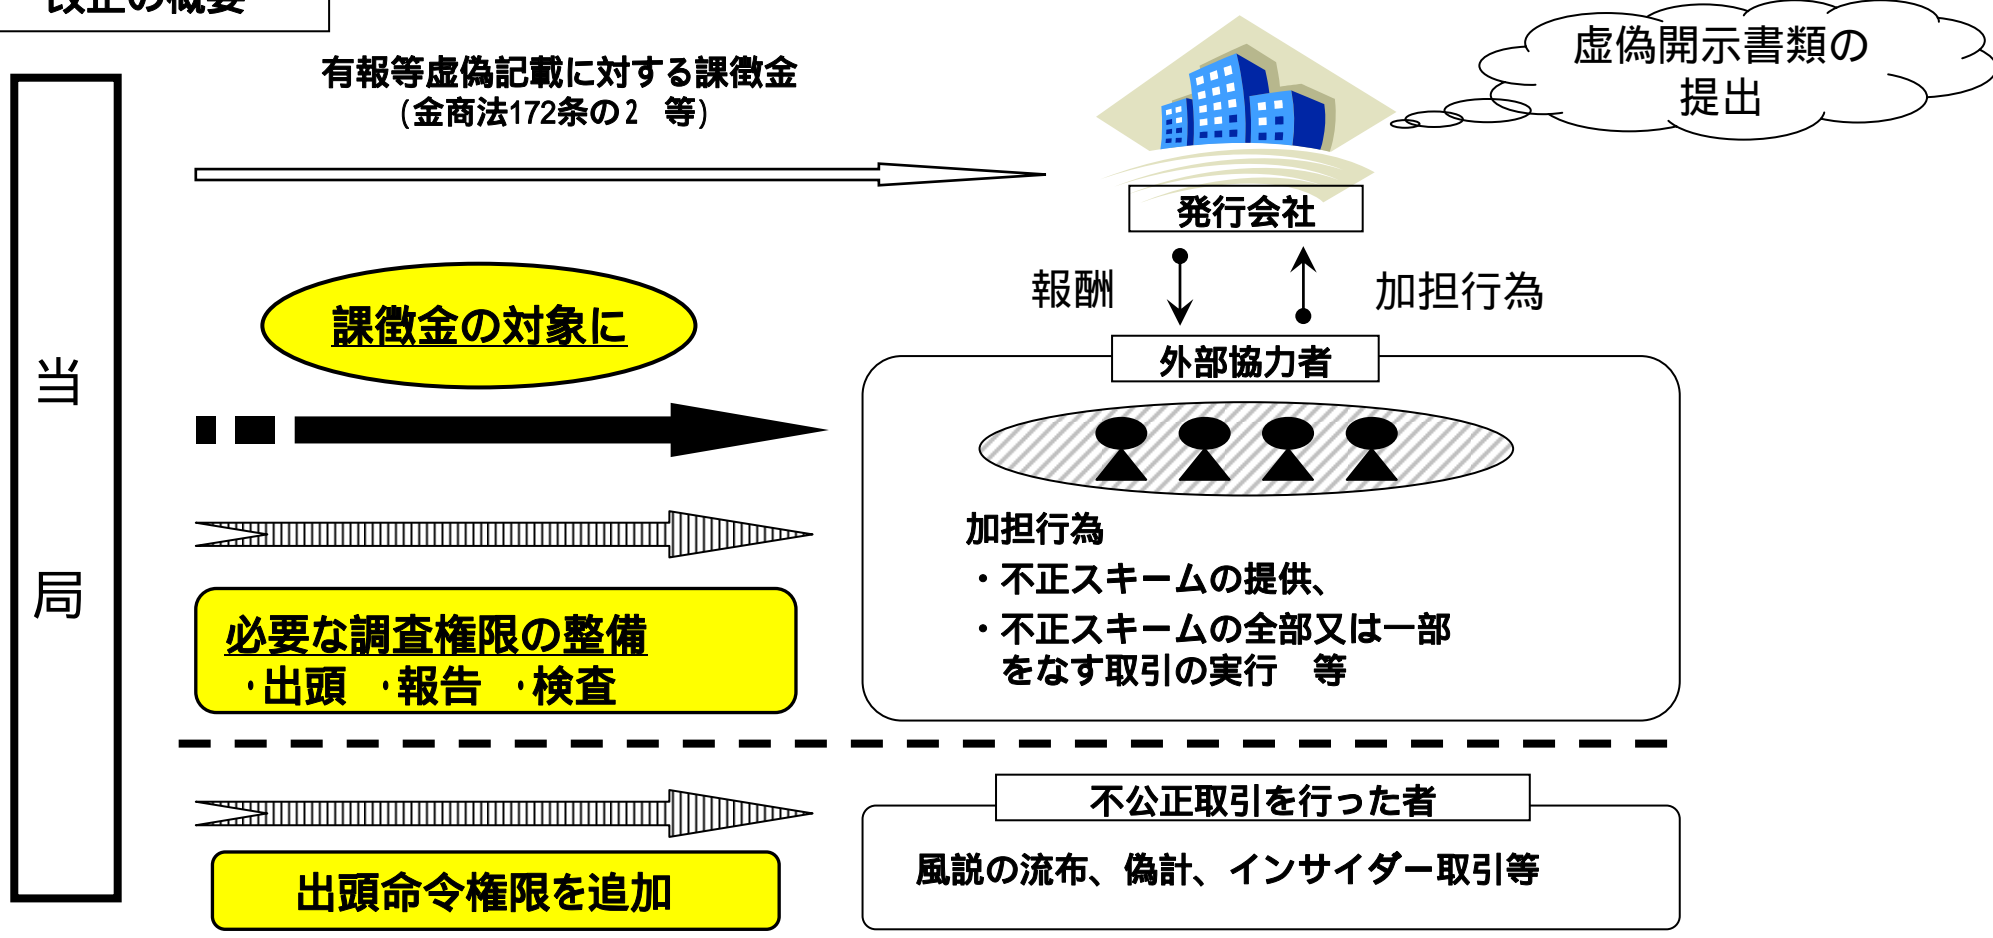 改正の概要
有報等虚偽記載に対する課徴金
(金商法172条の2　等)
虚偽開示書類の
提出
発行会社
報酬
加担行為
課徴金の対象に
外部協力者
当
局
加担行為
・不正スキームの提供、
・不正スキームの全部又は一部
をなす取引の実行　等
必要な調査権限の整備
・出頭　・報告　・検査
不公正取引を行った者
風説の流布、偽計、インサイダー取引等
出頭命令権限を追加